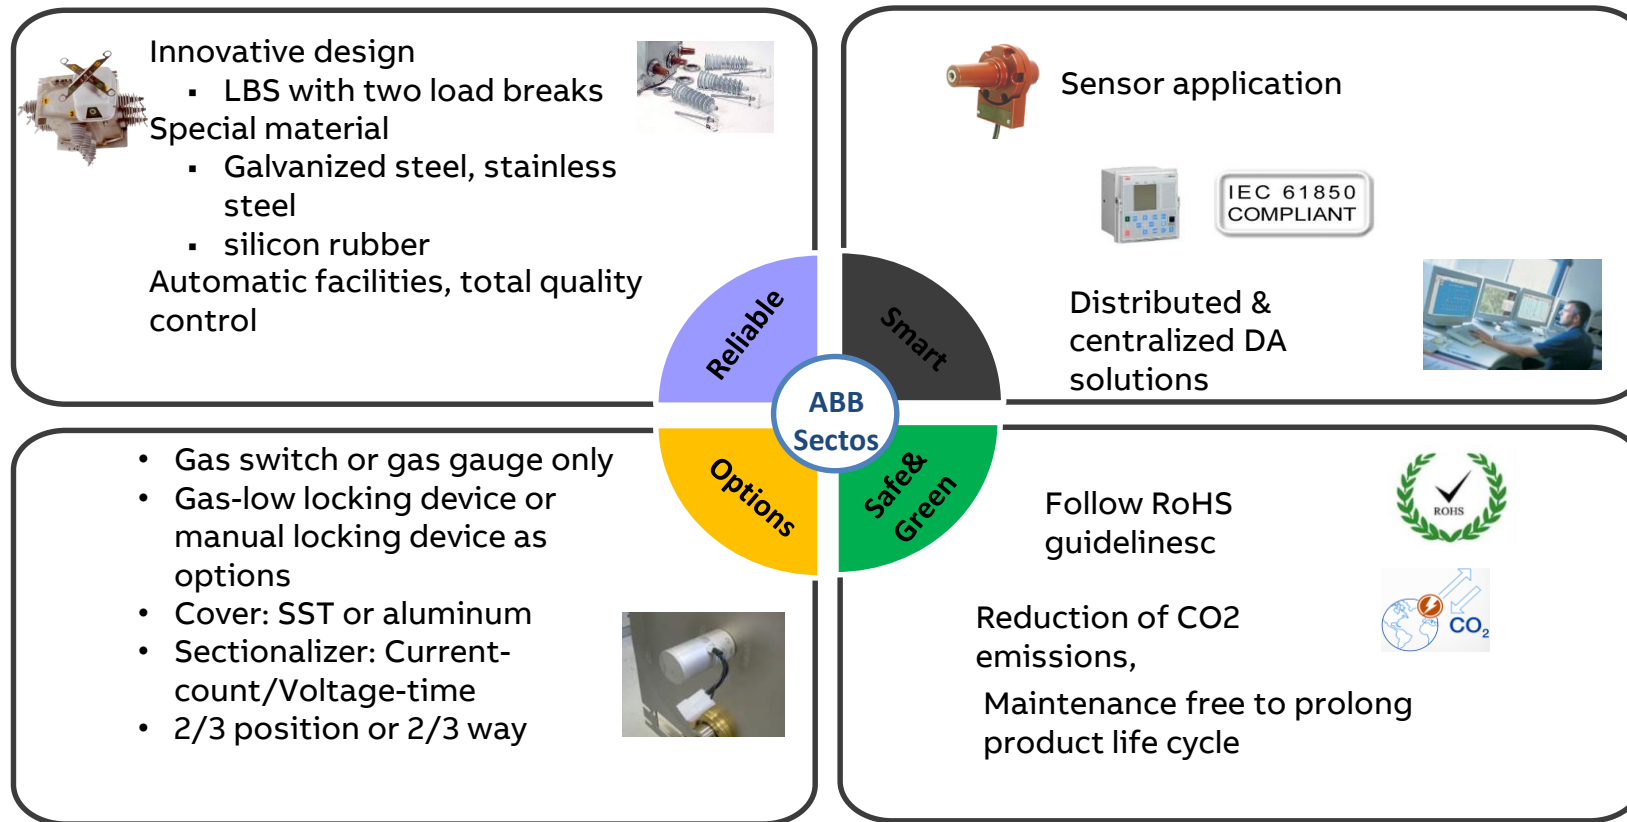 Innovative design
▪ LBS with two load breaks
Special material
▪ Galvanized steel, stainless
steel
▪ silicon rubber
Automatic facilities, total quality
control
Sensor application
IEC 61850
COMPLIANT
Distributed &
centralized DA
solutions
Reliable
Smart
ABB
Sectos
Options
Safe&
Green
• Gas switch or gas gauge only
• Gas-low locking device or
manual locking device as
options
• Cover: SST or aluminum
• Sectionalizer: Current-
count/Voltage-time
• 2/3 position or 2/3 way
Follow RoHS
guidelinesc
ROHS
Reduction of CO2
emissions,
CO₂
Maintenance free to prolong
product life cycle